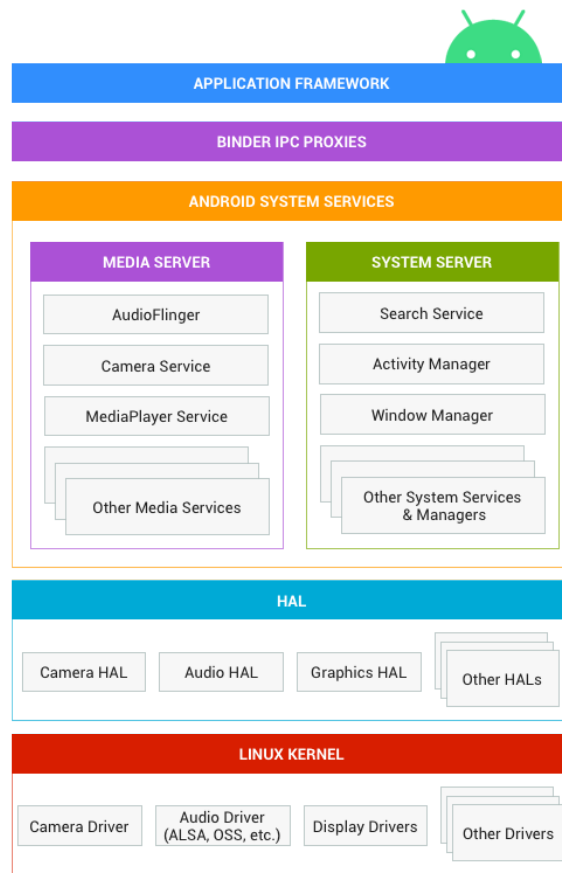 APPLICATION FRAMEWORK
BINDER IPC PROXIES
ANDROID SYSTEM SERVICES
MEDIA SERVER
AudioFlinger
Camera Service
MediaPlayer Service
Other Media Services
SYSTEM SERVER
Search Service
Activity Manager
Window Manager
Other System Services
& Managers
HAL
Camera HAL
Audio HAL
Graphics HAL
Other HALs
LINUX KERNEL
Camera Driver
Audio Driver
(ALSA, OSS, etc.)
Display Drivers
Other Drivers